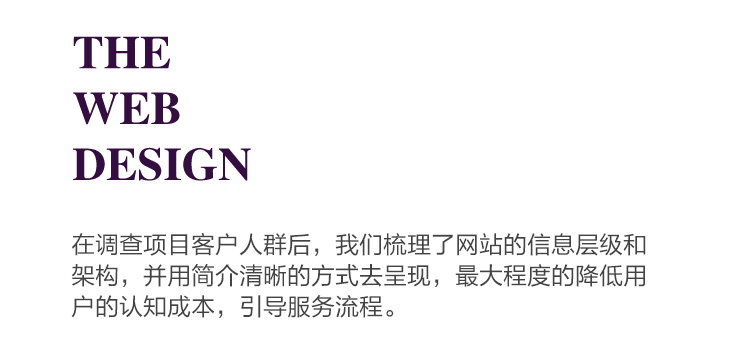 THE
WEB
DESIGN
在调查项目客户人群后，我们梳理了网站的信息层级和
架构，并用简介清晰的方式去呈现，最大程度的降低用
户的认知成本，引导服务流程。